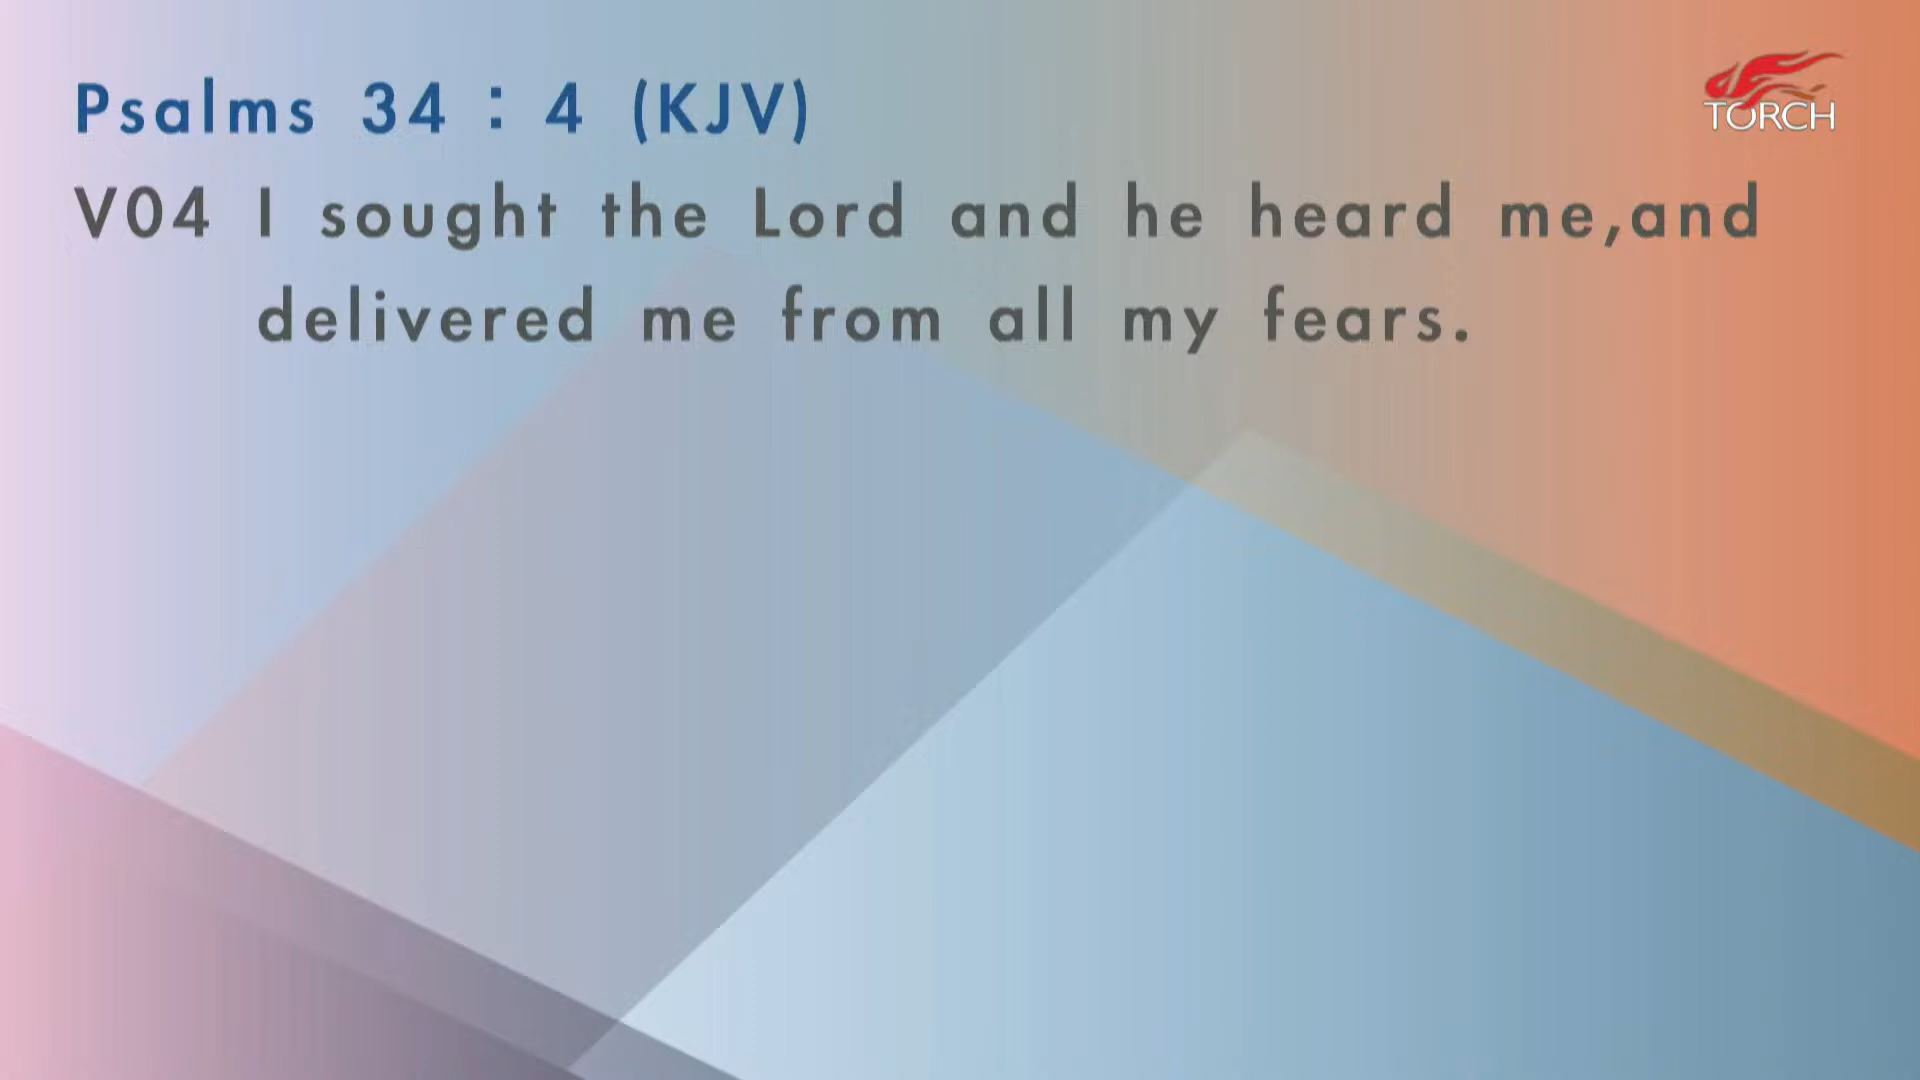 Psalms 34 : 4 (KJV)
TORCH
V04 I sought the Lord and he heard me,and
delivered me from all my fears.